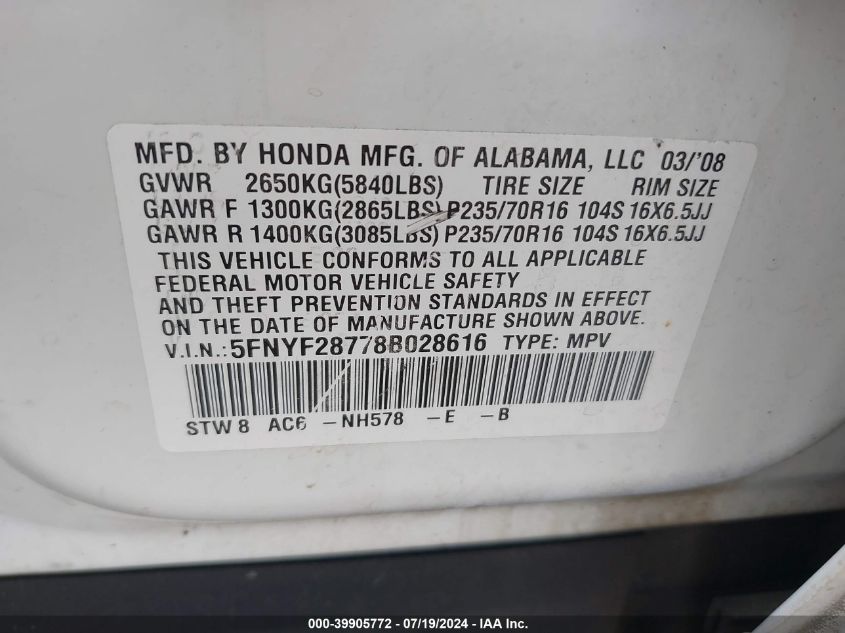 MFD. BY HONDA MFG. OF ALABAMA, LLC 03/'08
GVWR 2650KG(5840LBS) TIRE SIZE RIM SIZE
GAWR F 1300KG(2865LBS) P235/70R16 104S 16X6.5JJ
GAWR R 1400KG(3085LBS) P235/70R16 104S 16X6.5JJ
THIS VEHICLE CONFORMS TO ALL APPLICABLE
FEDERAL MOTOR VEHICLE SAFETY
AND THEFT PREVENTION STANDARDS IN EFFECT
ON THE DATE OF MANUFACTURE SHOWN ABOVE.
V.I.N.: 5FNYF28778B028616 TYPE: MPV
STW8 AC6 -NH578 -E -B
000-39905772 - 07/19/2024 - IAA Inc.